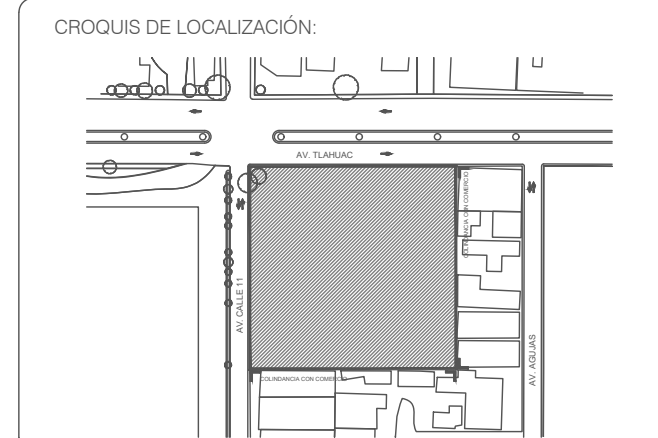 CROQUIS DE LOCALIZACIÓN:
AV. TLAHUAC
COLINDANCIA CON COMERCIO
AV. CALLE 11
AV. AGUJAS
COLINDANCIA CON COMERCIO